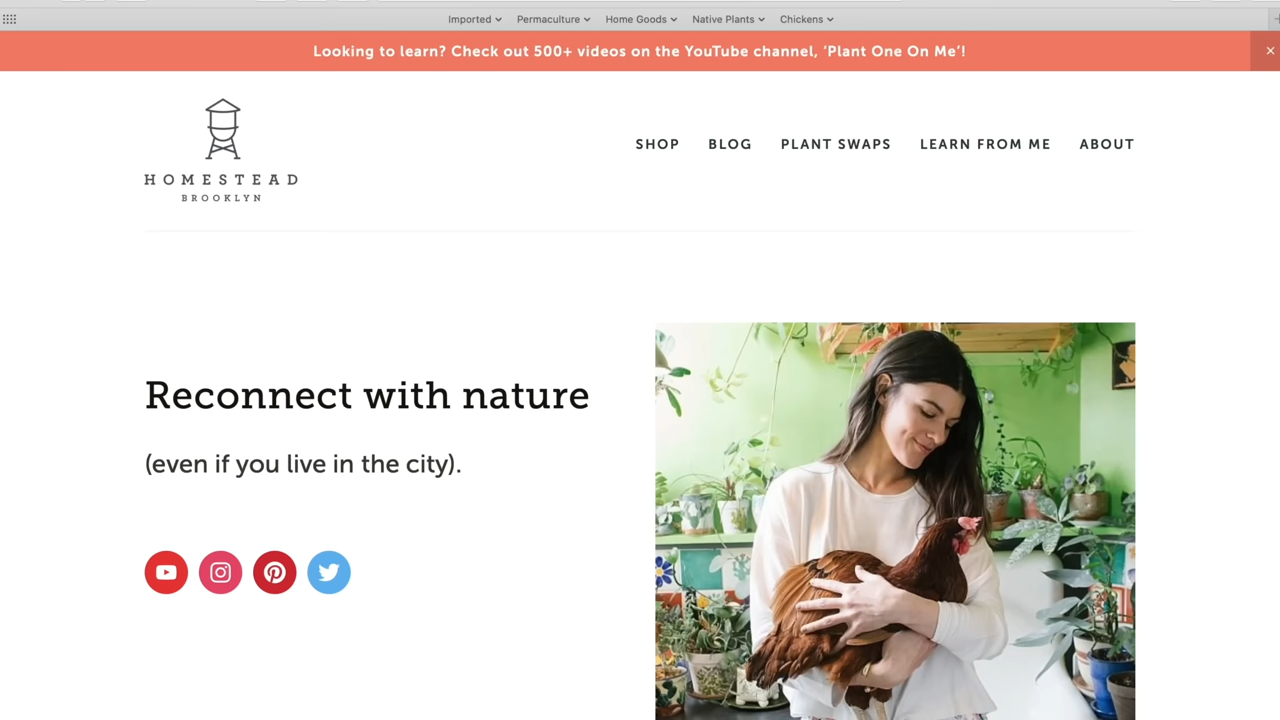 Imported Permaculture Home Goods Native Plants Chickens
Looking to learn? Check out 500+ videos on the YouTube channel, ‘Plant One On Me’!
HOMESTEAD
BROOKLYN
SHOP BLOG PLANT SWAPS LEARN FROM ME ABOUT
Reconnect with nature
(even if you live in the city).